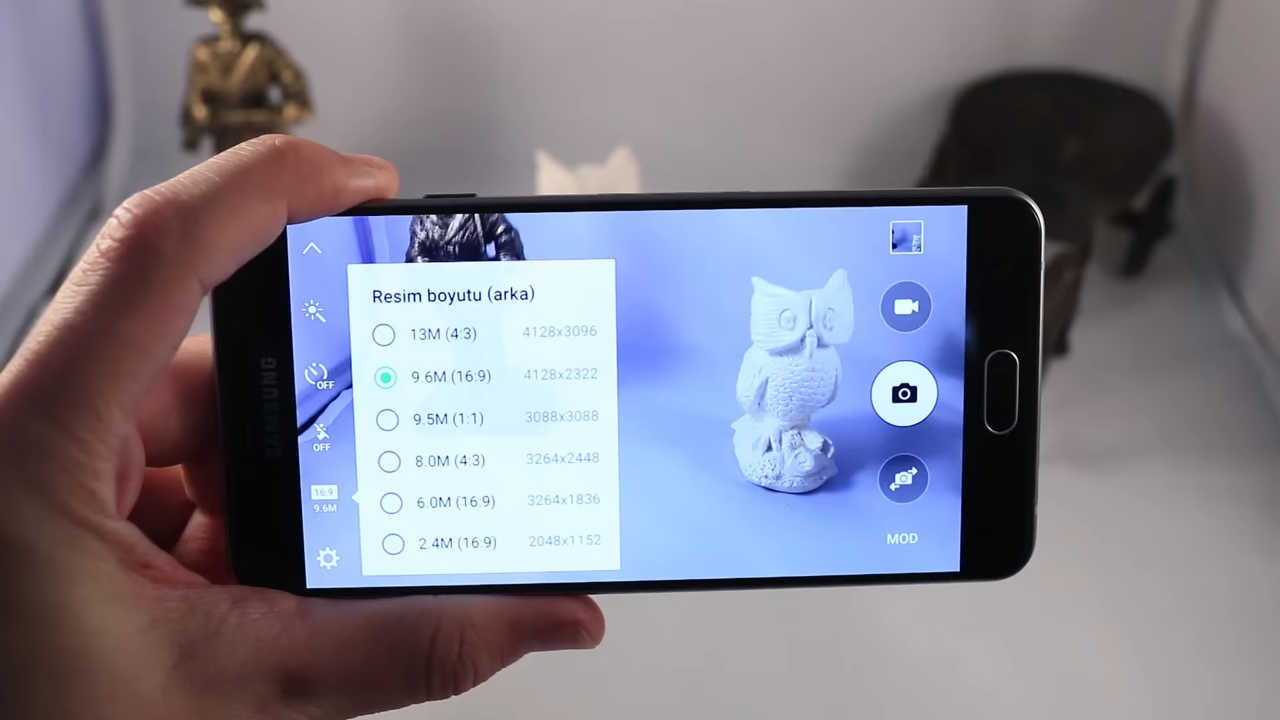 SAMSUNG
OFF
OFF
16:9
9.6M
Resim boyutu (arka)
13M (4:3) 4128x3096
9.6M (16:9) 4128x2322
9.5M (1:1) 3088x3088
8.0M (4:3) 3264x2448
6.0M (16:9) 3264x1836
2.4M (16:9) 2048x1152
MOD